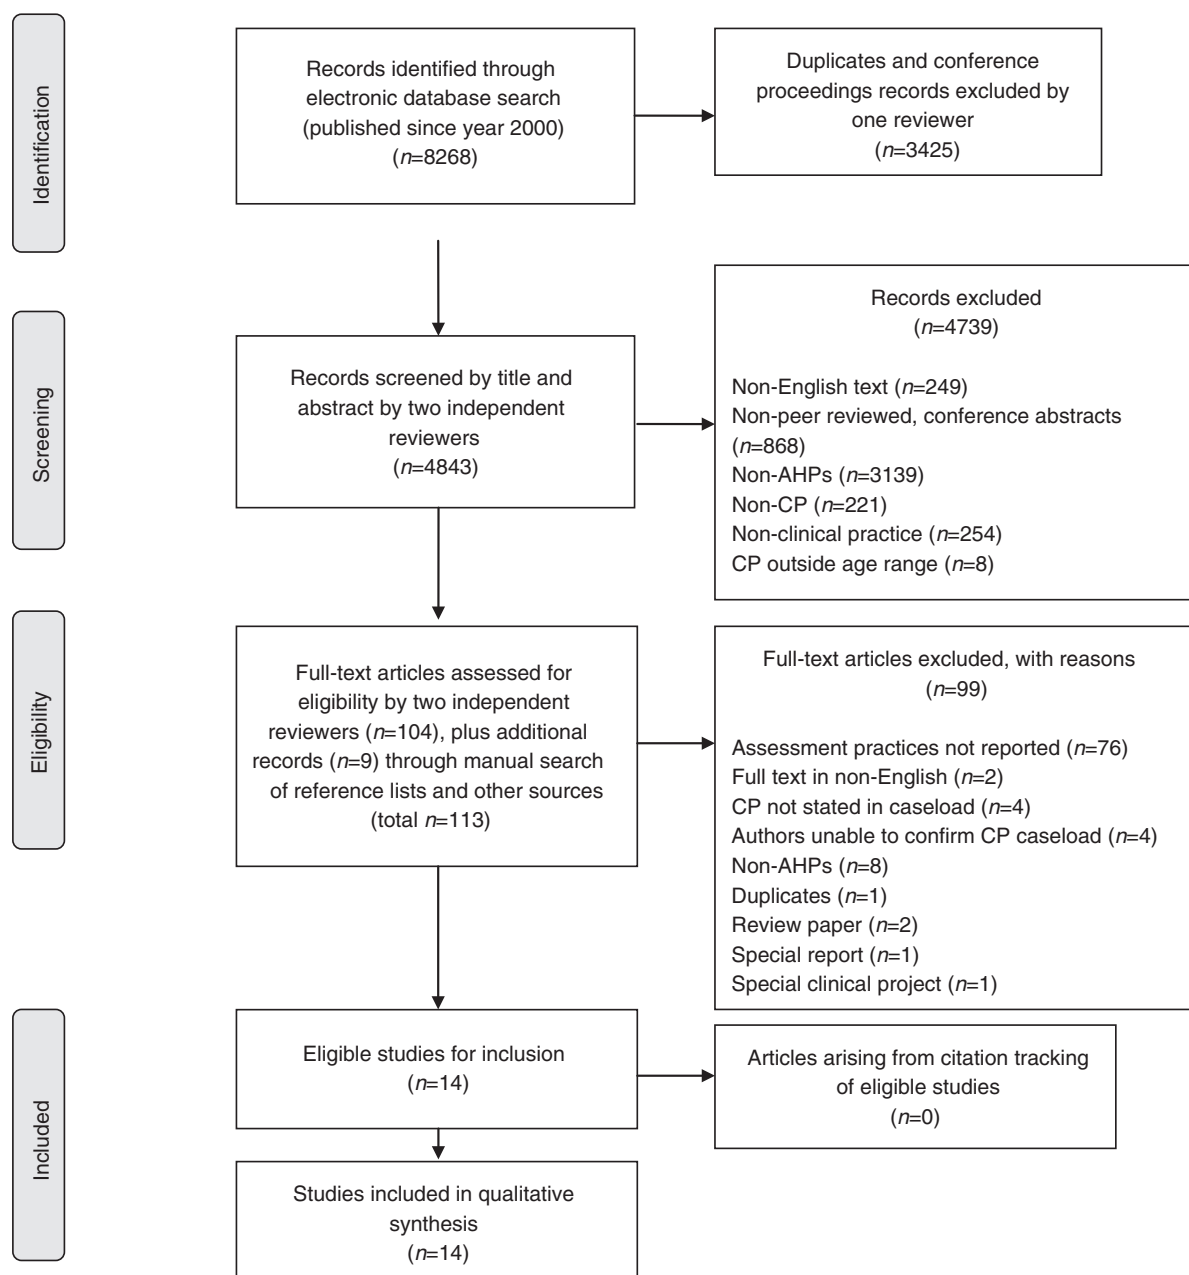 Identification
Records identified through
electronic database search
(published since year 2000)
(n=8268)
Duplicates and conference
proceedings records excluded by
one reviewer
(n=3425)
Screening
Records screened by title and
abstract by two independent
reviewers
(n=4843)
Records excluded
(n=4739)
Non-English text (n=249)
Non-peer reviewed, conference abstracts
(n=868)
Non-AHPs (n=3139)
Non-CP (n=221)
Non-clinical practice (n=254)
CP outside age range (n=8)
Eligibility
Full-text articles assessed for
eligibility by two independent
reviewers (n=104), plus additional
records (n=9) through manual search
of reference lists and other sources
(total n=113)
Full-text articles excluded, with reasons
(n=99)
Assessment practices not reported (n=76)
Full text in non-English (n=2)
CP not stated in caseload (n=4)
Authors unable to confirm CP caseload (n=4)
Non-AHPs (n=8)
Duplicates (n=1)
Review paper (n=2)
Special report (n=1)
Special clinical project (n=1)
Included
Eligible studies for inclusion
(n=14)
Articles arising from citation tracking
of eligible studies
(n=0)
Studies included in qualitative
synthesis
(n=14)